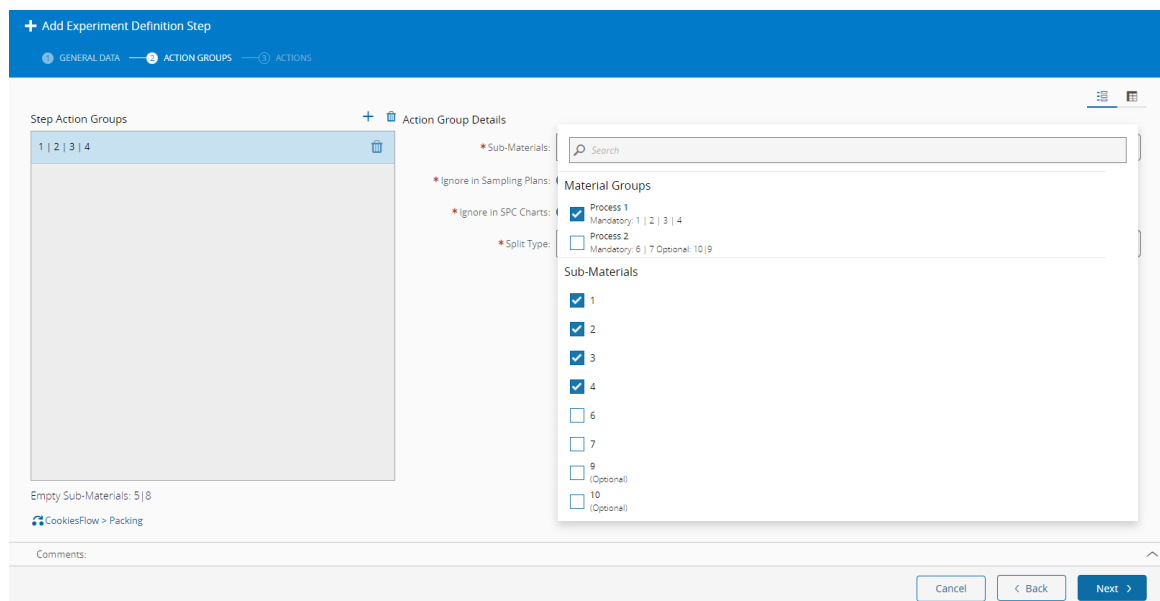 Add Experiment Definition Step
1 GENERAL DATA 2 ACTION GROUPS 3 ACTIONS
Step Action Groups
1 | 2 | 3 | 4
Empty Sub-Materials: 5|8
CookiesFlow > Packing
Action Group Details
*Sub-Materials:
*Ignore in Sampling Plans:
*Ignore in SPC Charts:
*Split Type:
Search
Material Groups
Process 1
Mandatory: 1 | 2 | 3 | 4
Process 2
Mandatory: 6 | 7 Optional: 10|9
Sub-Materials
1
2
3
4
6
7
9
(Optional)
10
(Optional)
Comments:
Cancel < Back Next >